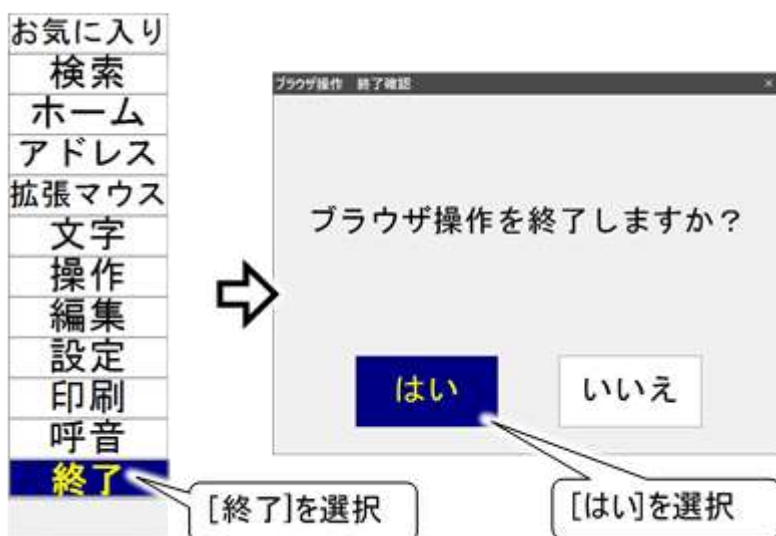 お気に入り
検索
ホーム
アドレス
拡張マウス
文字
操作
編集
設定
印刷
呼音
終了
[終了]を選択
ブラウザ操作 終了確認
×
ブラウザ操作を終了しますか？
はい
いいえ
[はい]を選択